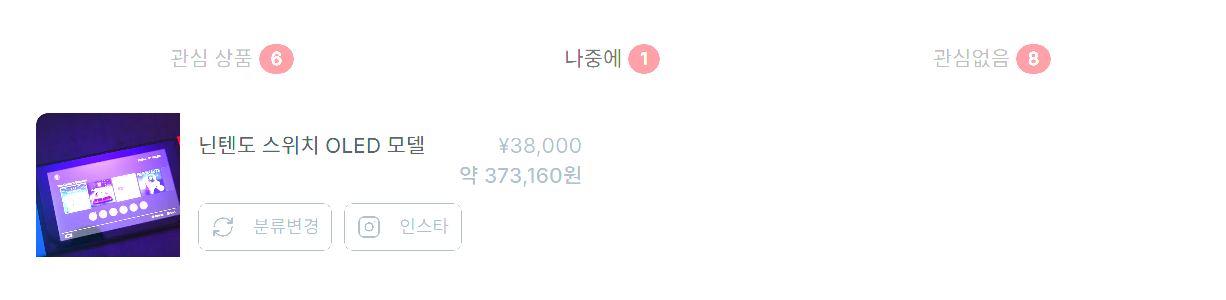 관심 상품 6
나중에 1
관심없음 8
닌텐도 스위치 OLED 모델
¥38,000
약 373,160원
분류변경
인스타